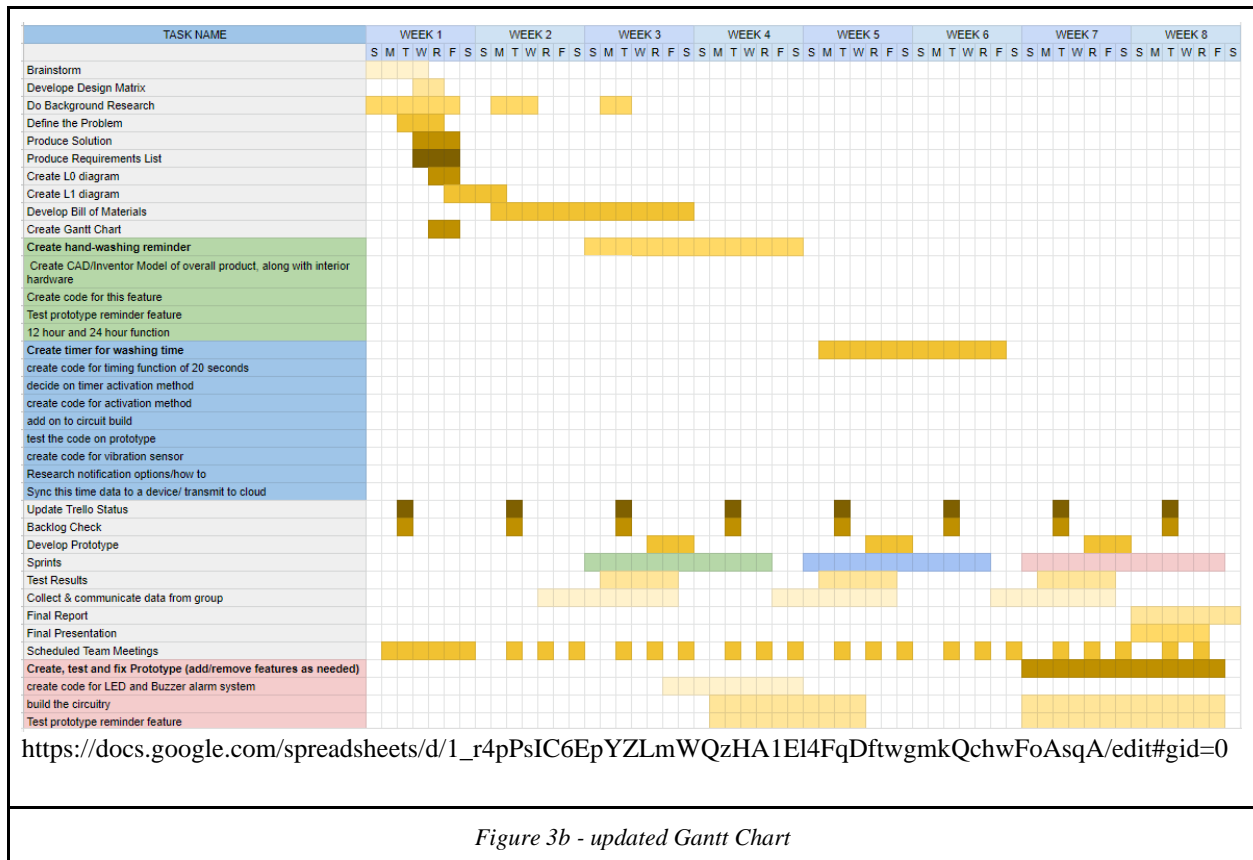 TASK NAME WEEK 1 WEEK 2 WEEK 3 WEEK 4 WEEK 5 WEEK 6 WEEK 7 WEEK 8
S M T W R F S S M T W R F S S M T W R F S S M T W R F S S M T W R F S S M T W R F S S M T W R F S S M T W R F S
Brainstorm
Develope Design Matrix
Do Background Research
Define the Problem
Produce Solution
Produce Requirements List
Create L0 diagram
Create L1 diagram
Develop Bill of Materials
Create Gantt Chart
Create hand-washing reminder
Create CAD/Inventor Model of overall product, along with interior
hardware
Create code for this feature
Test prototype reminder feature
12 hour and 24 hour function
Create timer for washing time
create code for timing function of 20 seconds
decide on timer activation method
create code for activation method
add on to circuit build
test the code on prototype
create code for vibration sensor
Research notification options/how to
Sync this time data to a device/ transmit to cloud
Update Trello Status
Backlog Check
Develop Prototype
Sprints
Test Results
Collect & communicate data from group
Final Report
Final Presentation
Scheduled Team Meetings
Create, test and fix Prototype (add/remove features as needed)
create code for LED and Buzzer alarm system
build the circuitry
Test prototype reminder feature
https://docs.google.com/spreadsheets/d/1_r4pPsIC6EpYZLmWQzHA1El4FqDftwgmkQchwFoAsqA/edit#gid=0
Figure 3b - updated Gantt Chart